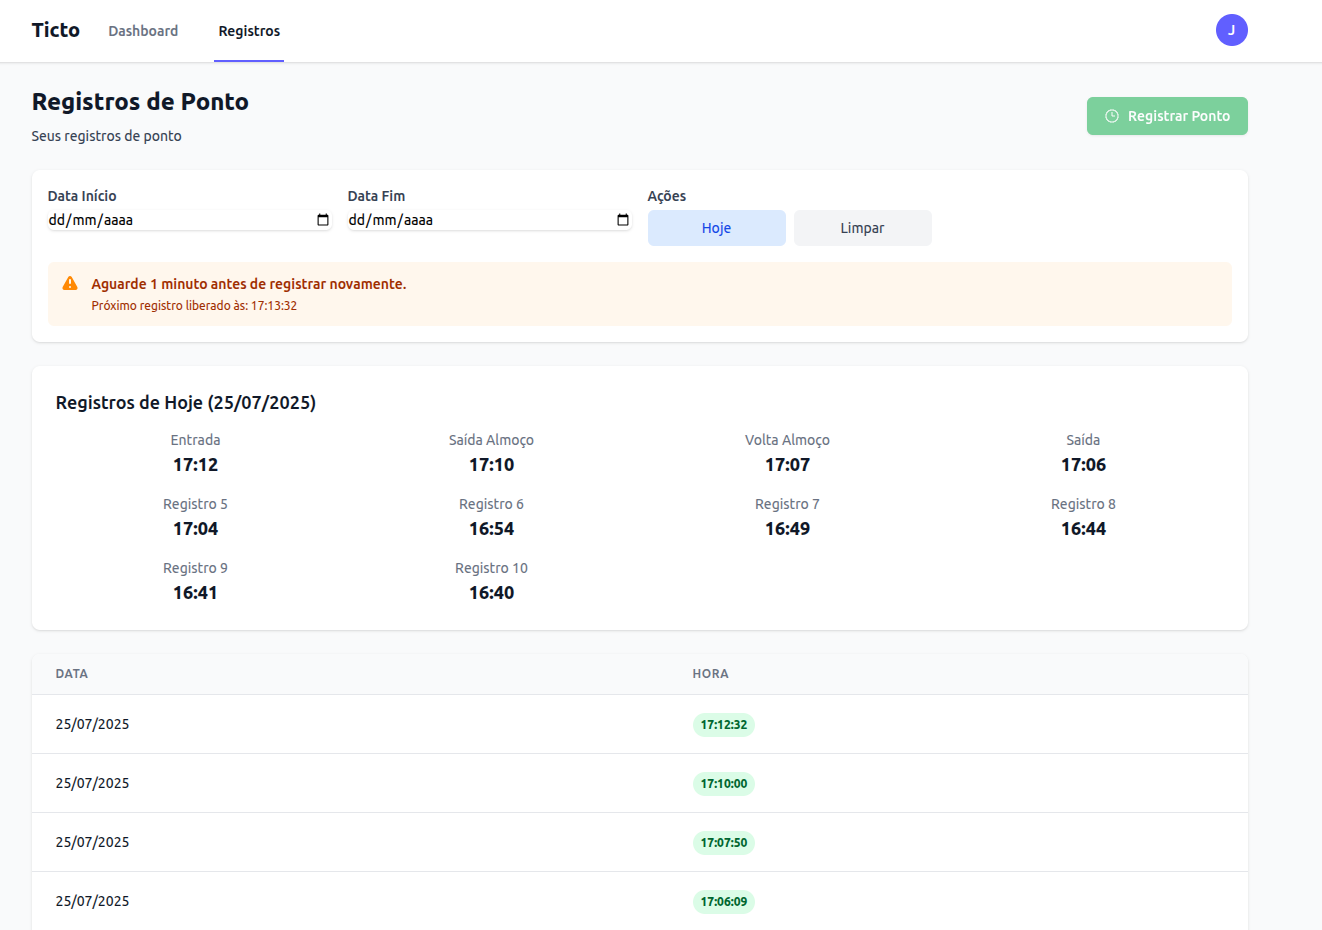 Ticto Dashboard Registros J
Registros de Ponto
Seus registros de ponto
Registrar Ponto
Data Início Data Fim Ações
dd/mm/aaaa dd/mm/aaaa Hoje Limpar
Aguarde 1 minuto antes de registrar novamente.
Próximo registro liberado às: 17:13:32
Registros de Hoje (25/07/2025)
Entrada Saída Almoço Volta Almoço Saída
17:12 17:10 17:07 17:06
Registro 5 Registro 6 Registro 7 Registro 8
17:04 16:54 16:49 16:44
Registro 9 Registro 10
16:41 16:40
DATA HORA
25/07/2025 17:12:32
25/07/2025 17:10:00
25/07/2025 17:07:50
25/07/2025 17:06:09